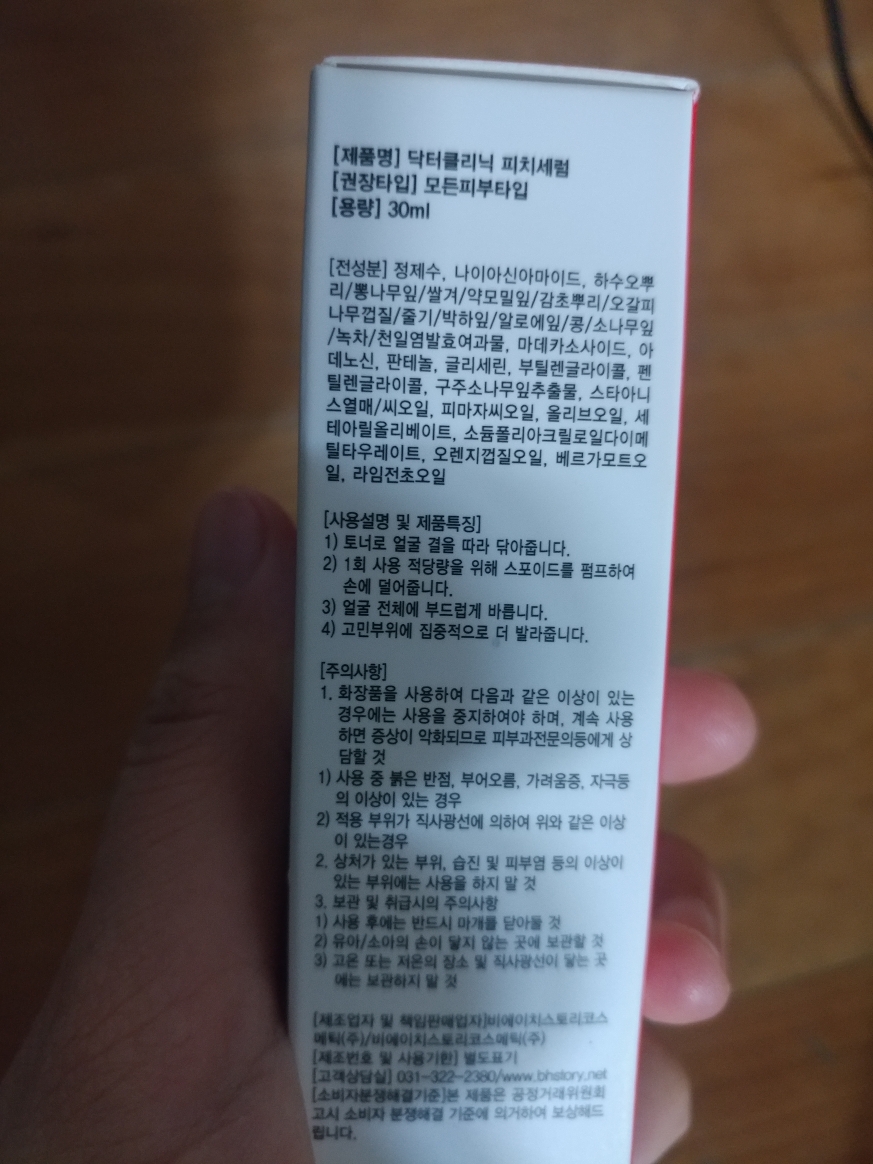 [제품명] 닥터클리닉 피치세럼
[권장타입] 모든피부타입
[용량] 30ml
[전성분] 정제수, 나이아신아마이드, 하수오뿌
리/뽕나무잎/쌀겨/약모밀잎/감초뿌리/오갈피
나무껍질/줄기/박하잎/알로에잎/콩/소나무잎
/녹차/천일염발효여과물, 마데카소사이드, 아
데노신, 판테놀, 글리세린, 부틸렌글라이콜, 펜
틸렌글라이콜, 구주소나무잎추출물, 스타아니
스열매/씨오일, 피마자씨오일, 올리브오일, 세
테아릴올리베이트, 소듐폴리아크릴로일다이메
틸타우레이트, 오렌지껍질오일, 베르가모트오
일, 라임전초오일
[사용설명 및 제품특징]
1) 토너로 얼굴 결을 따라 닦아줍니다.
2) 1회 사용 적당량을 위해 스포이드를 펌프하여
손에 덜어줍니다.
3) 얼굴 전체에 부드럽게 바릅니다.
4) 고민부위에 집중적으로 더 발라줍니다.
[주의사항]
1. 화장품을 사용하여 다음과 같은 이상이 있는
경우에는 사용을 중지하여야 하며, 계속 사용
하면 증상이 악화되므로 피부과전문의등에게 상
담할 것
1) 사용 중 붉은 반점, 부어오름, 가려움증, 자극등
의 이상이 있는 경우
2) 적용 부위가 직사광선에 의하여 위와 같은 이상
이 있는경우
2. 상처가 있는 부위, 습진 및 피부염 등의 이상이
있는 부위에는 사용을 하지 말 것
3. 보관 및 취급시의 주의사항
1) 사용 후에는 반드시 마개를 닫아둘 것
2) 유아/소아의 손이 닿지 않는 곳에 보관할 것
3) 고온 또는 저온의 장소 및 직사광선이 닿는 곳
에는 보관하지 말 것
[제조업자 및 책임판매업자]비에이치스토리코스
메틱(주)/비에이치스토리코스메틱(주)
[제조번호 및 사용기한] 별도표기
[고객상담실] 031-322-2380/www.bhstory.net
[소비자분쟁해결기준]본 제품은 공정거래위원회
고시 소비자 분쟁해결 기준에 의거하여 보상해드
립니다.